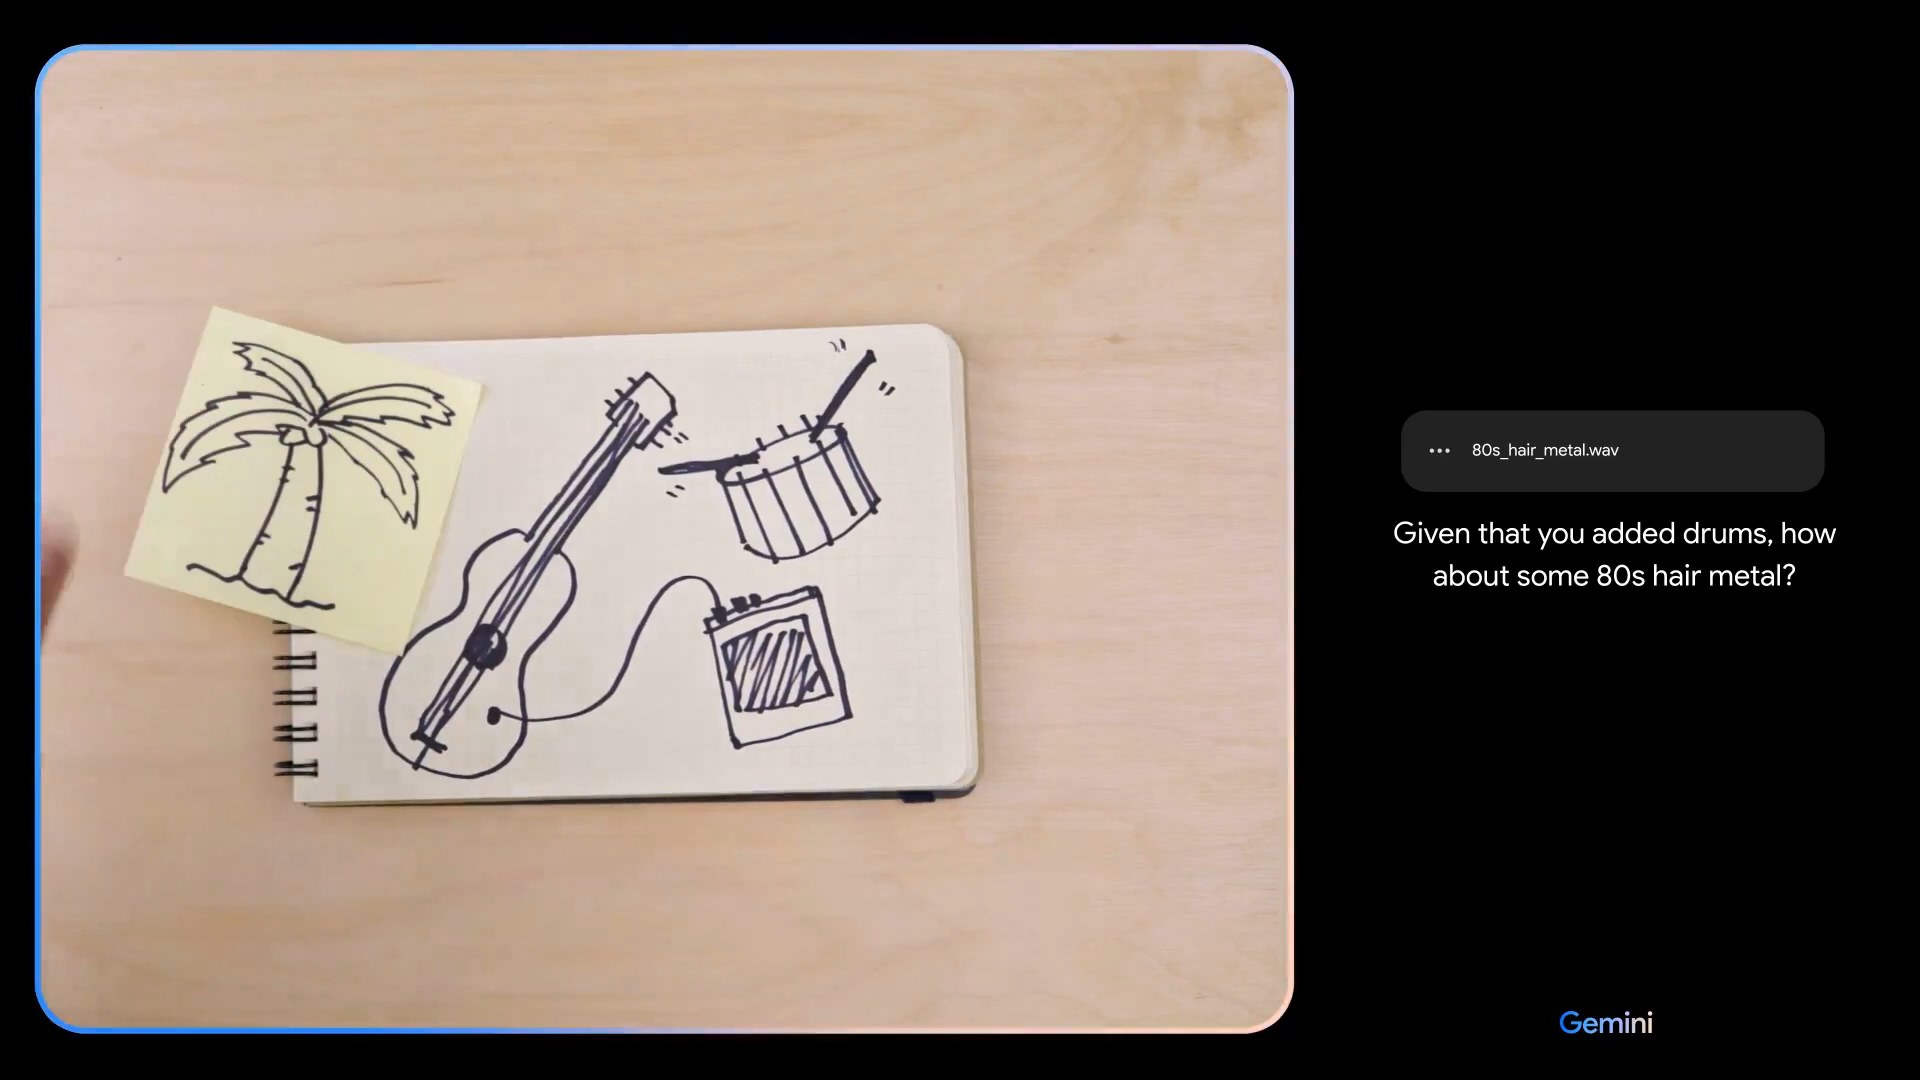 80s_hair_metal.wav
Given that you added drums, how
about some 80s hair metal?
Gemini